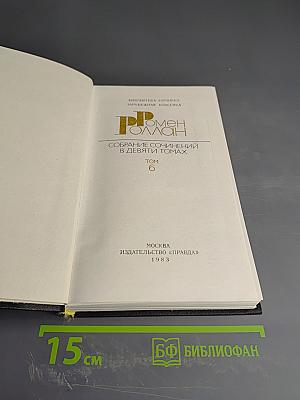 БИБЛИОТЕКА «ОГОНЕК»
ЗАРУБЕЖНАЯ КЛАССИКА
Ромен
Роллан
СОБРАНИЕ СОЧИНЕНИЙ
В ДЕВЯТИ ТОМАХ
ТОМ
6
МОСКВА
ИЗДАТЕЛЬСТВО «ПРАВДА»
1983
15 см
БФ БИБЛИОФАН